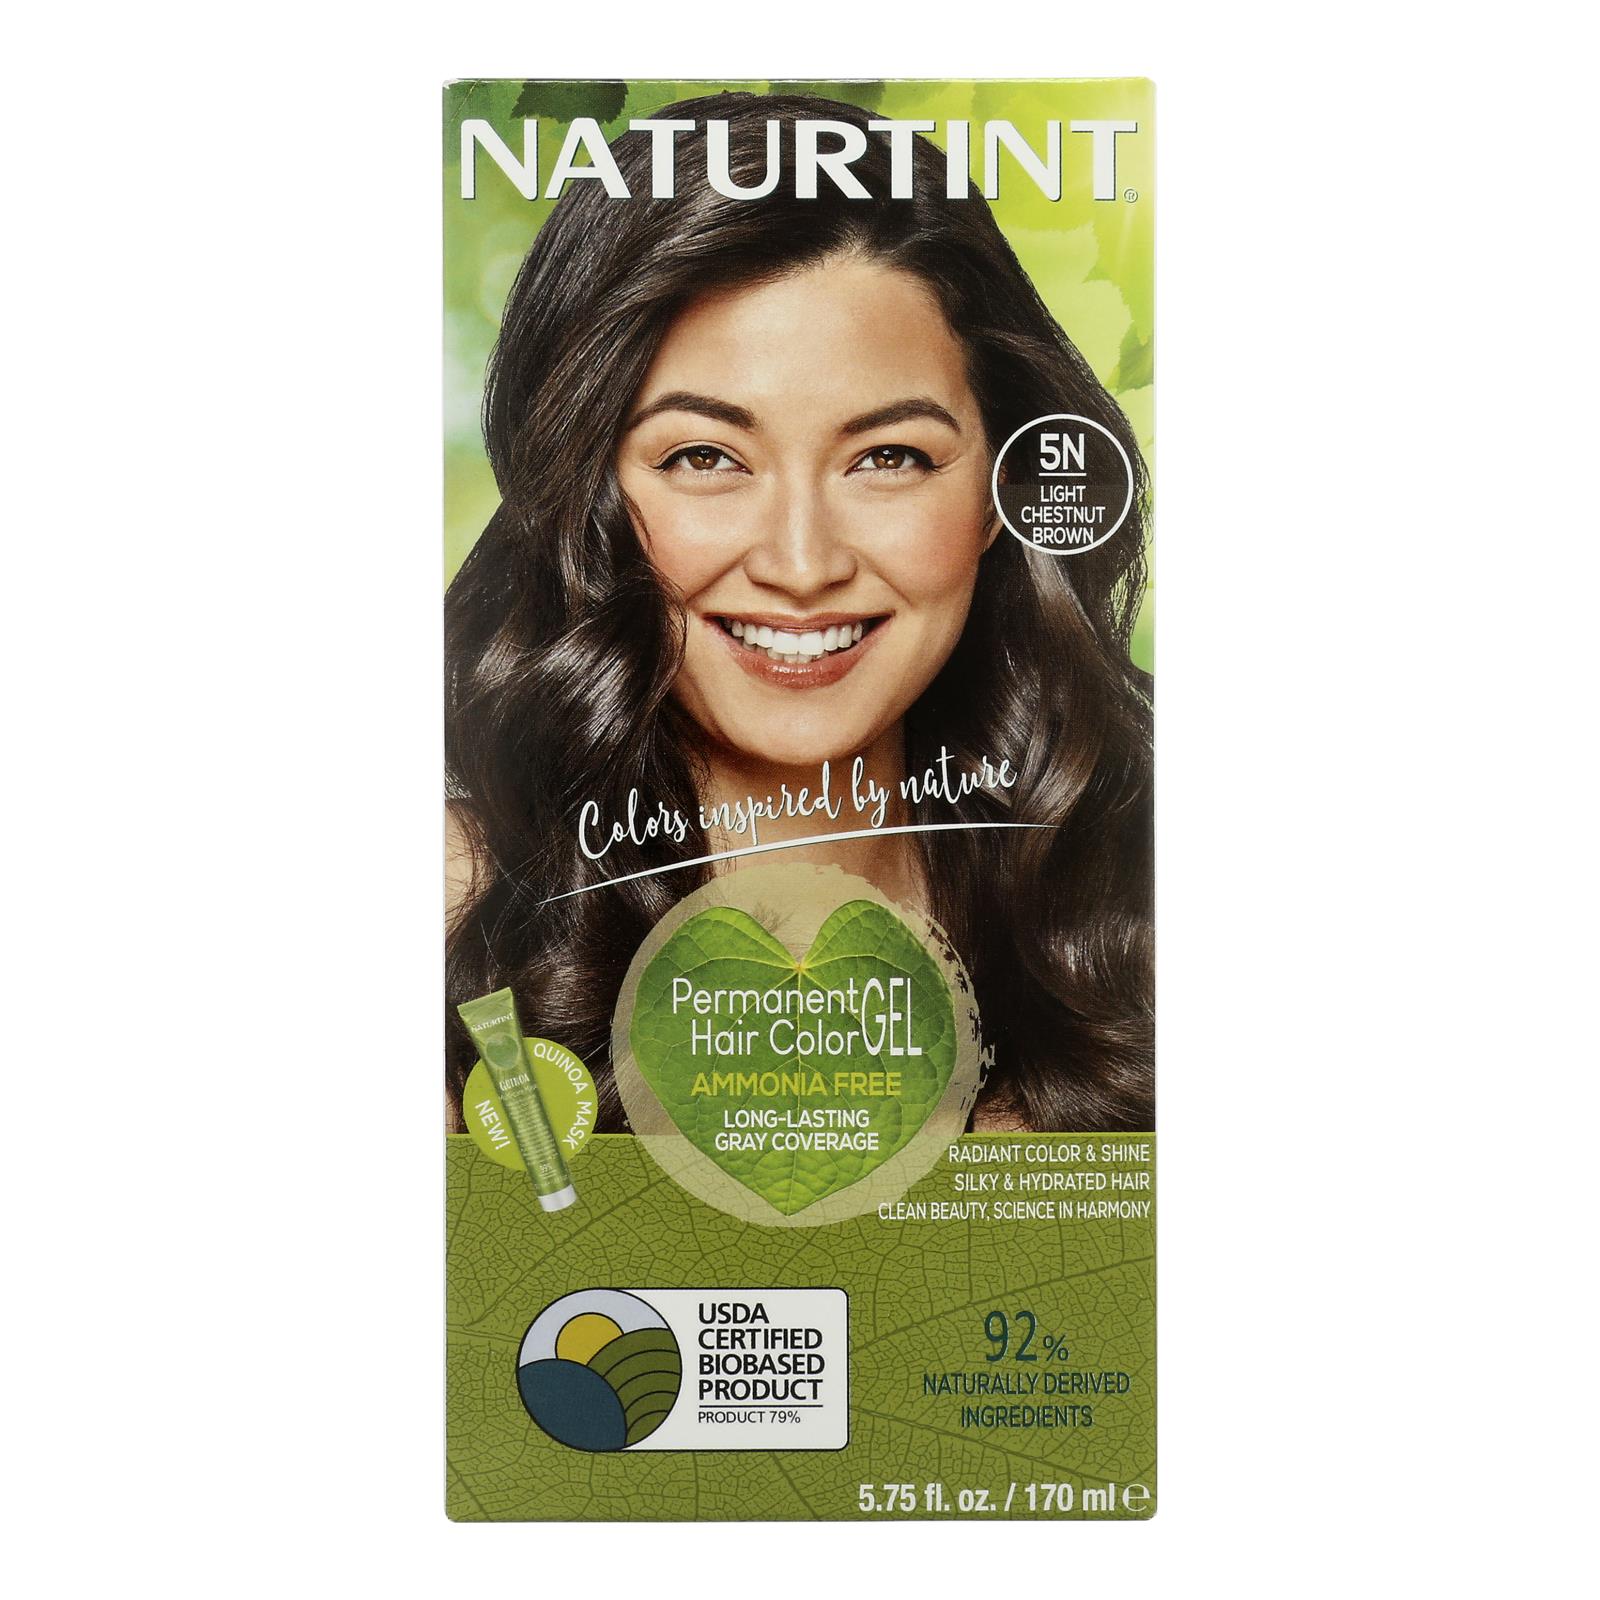 NATURTINT®
5N
LIGHT
CHESTNUT
BROWN
Colors inspired by nature
Permanent
Hair Color GEL
AMMONIA FREE
LONG-LASTING
GRAY COVERAGE
NATURTINT
QUINOA
QUINOA MASK
NEW!
RADIANT COLOR & SHINE
SILKY & HYDRATED HAIR
CLEAN BEAUTY, SCIENCE IN HARMONY
USDA
CERTIFIED
BIOBASED
PRODUCT
PRODUCT 79%
92%
NATURALLY DERIVED
INGREDIENTS
5.75 fl. oz. / 170 ml ℮